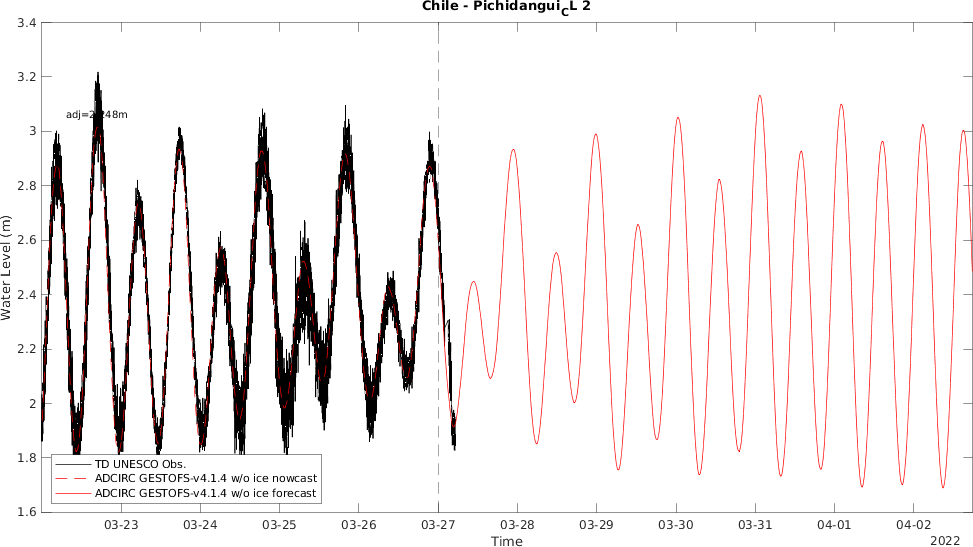 Chile - Pichidangui_CL 2
3.4
3.2
3
2.8
2.6
2.4
2.2
2
1.8
1.6
Water Level (m)
adj=2.248m
TD UNESCO Obs.
ADCIRC GESTOFS-v4.1.4 w/o ice nowcast
ADCIRC GESTOFS-v4.1.4 w/o ice forecast
03-23 03-24 03-25 03-26 03-27 03-28 03-29 03-30 03-31 04-01 04-02
Time
2022